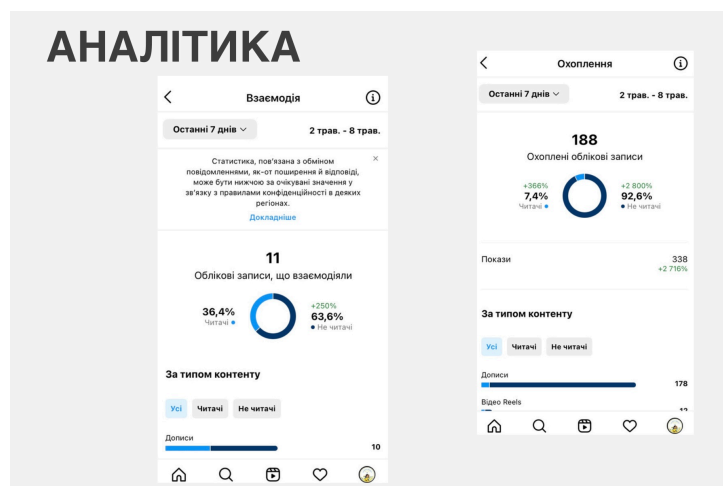 АНАЛІТИКА
Взаємодія
Останні 7 днів
2 трав. - 8 трав.
Статистика, пов'язана з обміном
повідомленнями, як-от поширення й відповіді,
може бути нижчою за очікувані значення у
зв'язку з правилами конфіденційності в деяких
регіонах.
Докладніше
11
Облікові записи, що взаємодіяли
36,4%
Читачі
+250%
63,6%
Не читачі
За типом контенту
Усі
Читачі
Не читачі
Дописи
10
Охоплення
Останні 7 днів
2 трав. - 8 трав.
188
Охоплені облікові записи
+366%
7,4%
Читачі
+2 800%
92,6%
Не читачі
Покази
338
+2 716%
За типом контенту
Усі
Читачі
Не читачі
Дописи
178
Відео Reels